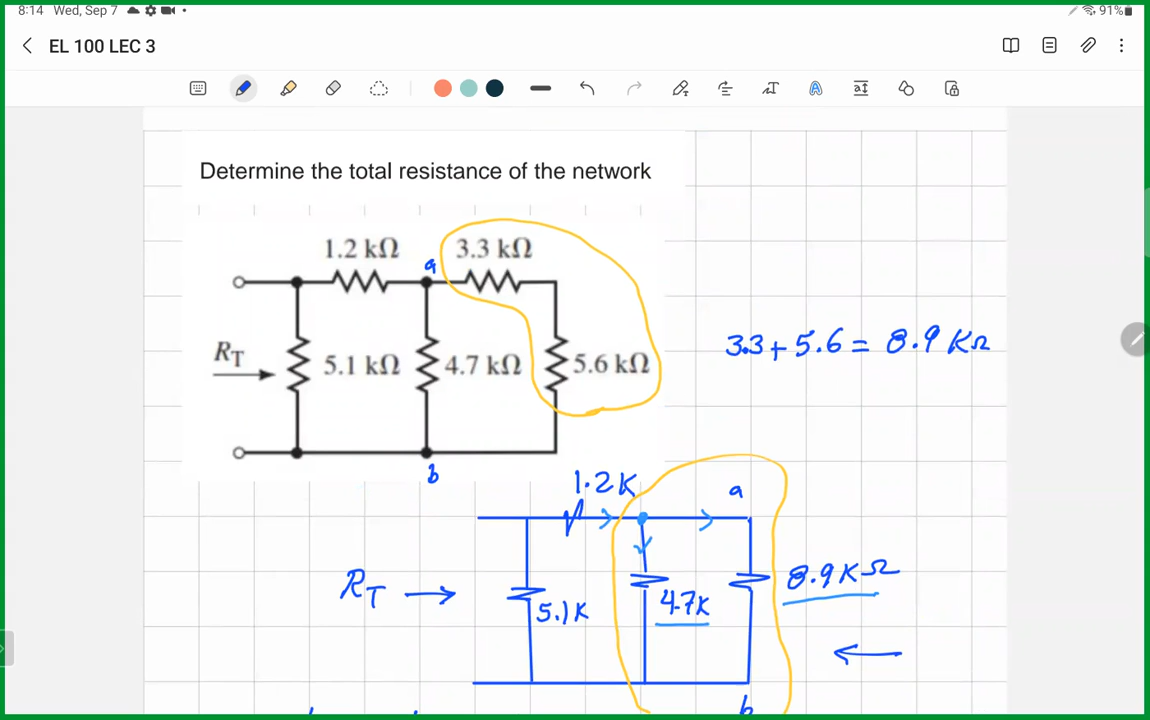 8:14 Wed, Sep 7
91%
EL 100 LEC 3
Determine the total resistance of the network
1.2 kΩ
a
3.3 kΩ
RT
5.1 kΩ
4.7 kΩ
5.6 kΩ
3.3 + 5.6 = 8.9 KΩ
b
1.2K
a
RT
5.1K
4.7K
8.9KΩ
b